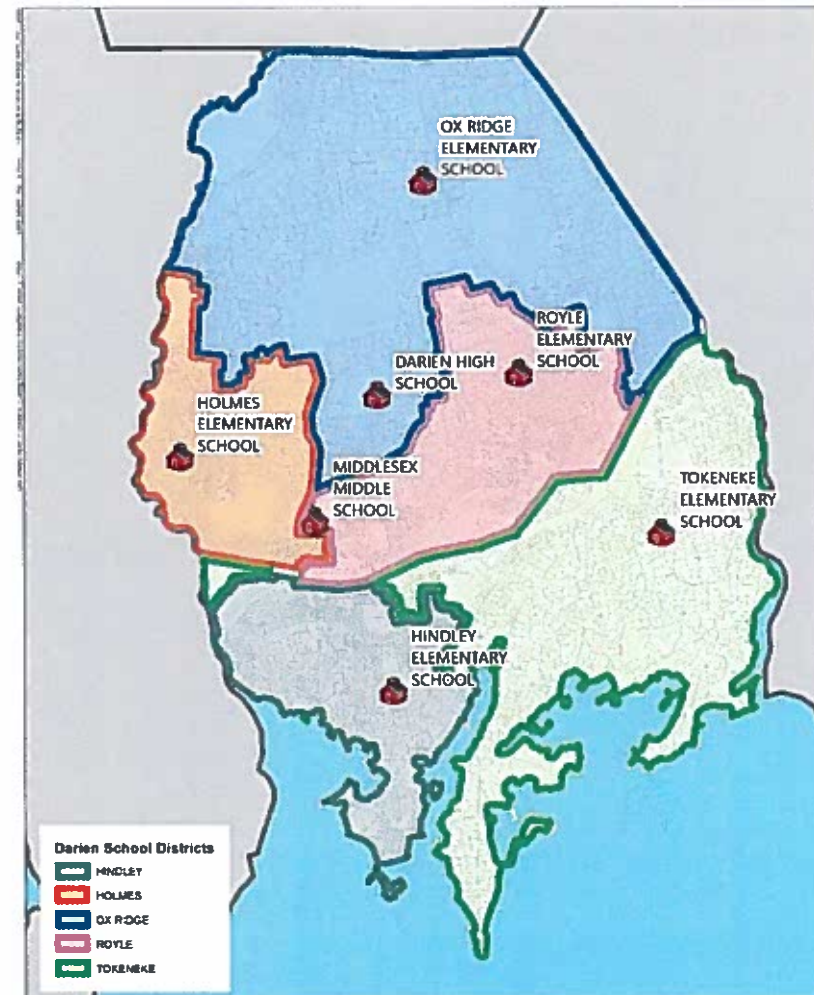 OX RIDGE
ELEMENTARY
SCHOOL
ROYLE
ELEMENTARY
SCHOOL
DARIEN HIGH
SCHOOL
HOLMES
ELEMENTARY
SCHOOL
MIDDLESEX
MIDDLE
SCHOOL
TOKENEKE
ELEMENTARY
SCHOOL
HINDLEY
ELEMENTARY
SCHOOL
Darien School Districts
HINDLEY
HOLMES
OX RIDGE
ROYLE
TOKENEKE